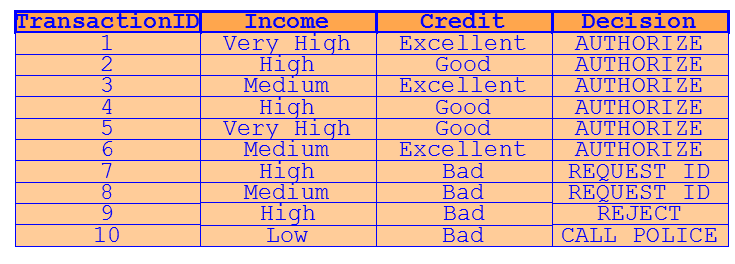 TransactionID Income Credit Decision
1 Very High Excellent AUTHORIZE
2 High Good AUTHORIZE
3 Medium Excellent AUTHORIZE
4 High Good AUTHORIZE
5 Very High Good AUTHORIZE
6 Medium Excellent AUTHORIZE
7 High Bad REQUEST ID
8 Medium Bad REQUEST ID
9 High Bad REJECT
10 Low Bad CALL POLICE